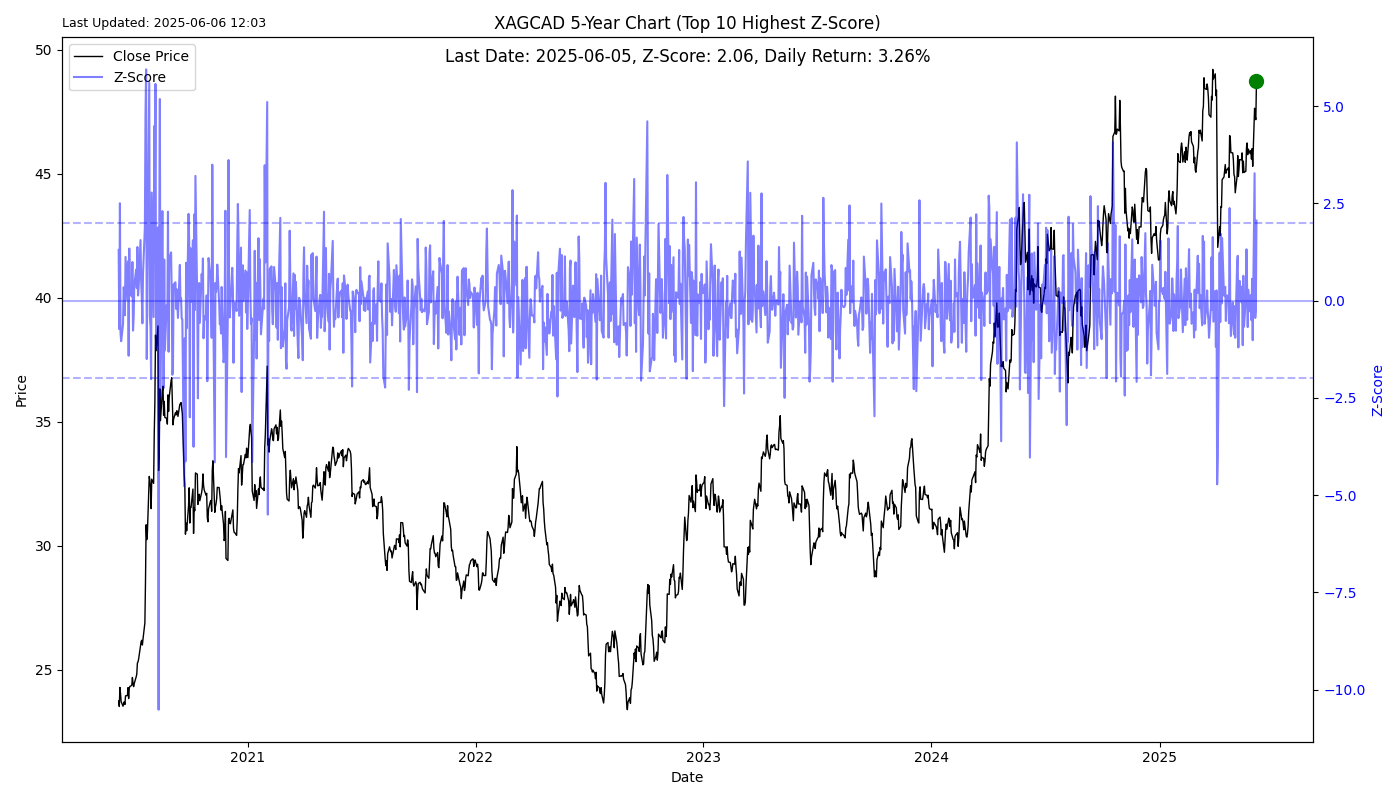 Last Updated: 2025-06-06 12:03
XAGCAD 5-Year Chart (Top 10 Highest Z-Score)
Last Date: 2025-06-05, Z-Score: 2.06, Daily Return: 3.26%
Close Price
Z-Score
50
45
40
35
30
25
Price
5.0
2.5
0.0
−2.5
−5.0
−7.5
−10.0
Z-Score
2021
2022
2023
2024
2025
Date